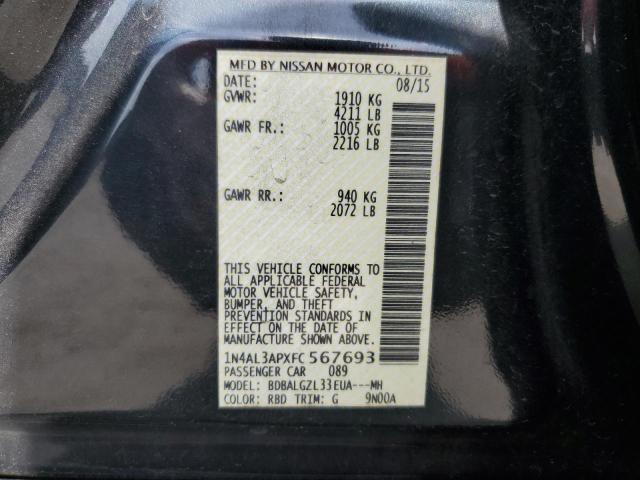 MFD BY NISSAN MOTOR CO., LTD.
DATE: 08/15
GVWR: 1910 KG
4211 LB
GAWR FR.: 1005 KG
2216 LB
GAWR RR.: 940 KG
2072 LB
THIS VEHICLE CONFORMS TO
ALL APPLICABLE FEDERAL
MOTOR VEHICLE SAFETY,
BUMPER, AND THEFT
PREVENTION STANDARDS IN
EFFECT ON THE DATE OF
MANUFACTURE SHOWN ABOVE.
1N4AL3APXFC 567693
PASSENGER CAR 089
MODEL: BDBALGZL33EUA---MH
COLOR: RBD TRIM: G 9N00A